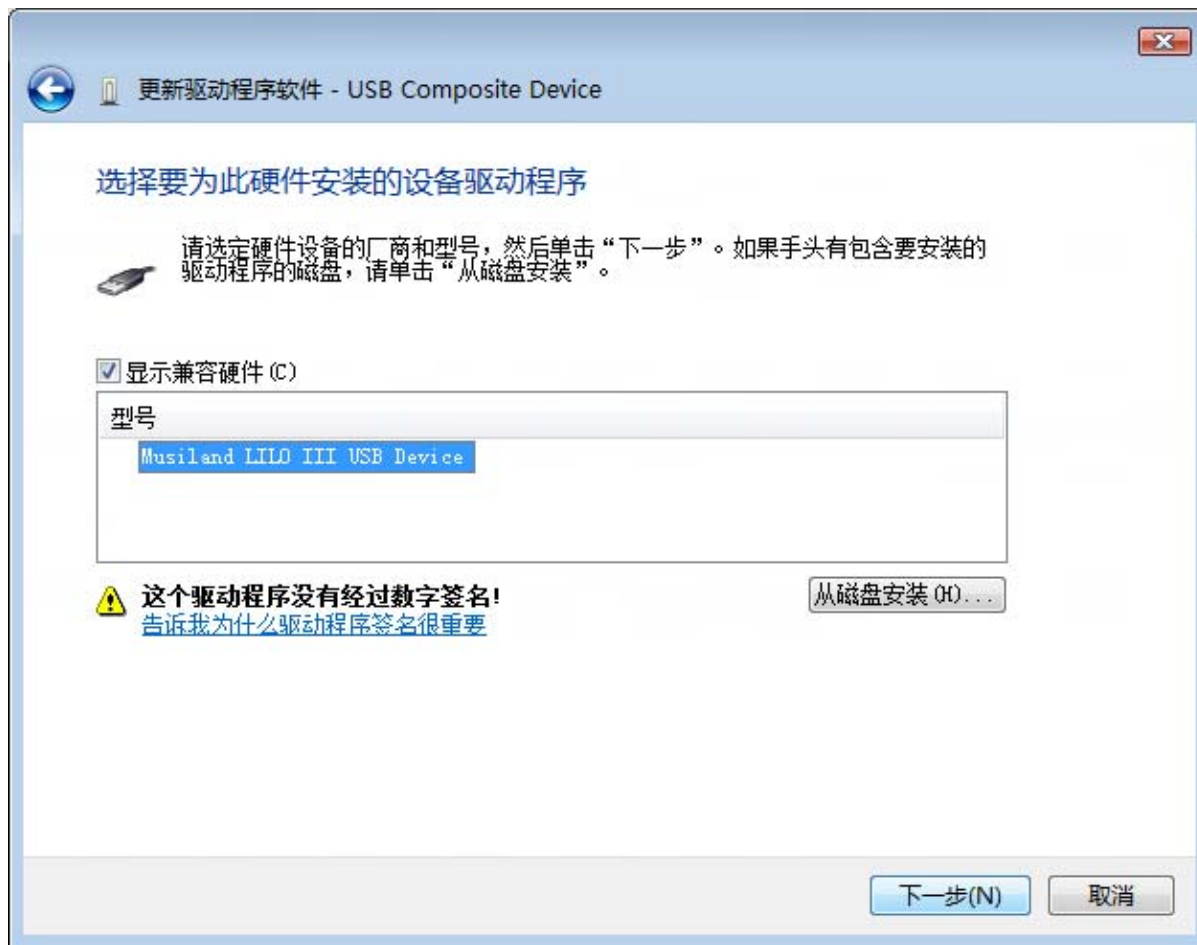 更新驱动程序软件 - USB Composite Device
选择要为此硬件安装的设备驱动程序
请选定硬件设备的厂商和型号，然后单击“下一步”。如果手头有包含要安装的
驱动程序的磁盘，请单击“从磁盘安装”。
显示兼容硬件(C)
型号
Musiland LILO III USB Device
这个驱动程序没有经过数字签名!
从磁盘安装(H)...
告诉我为什么驱动程序签名很重要
下一步(N)
取消